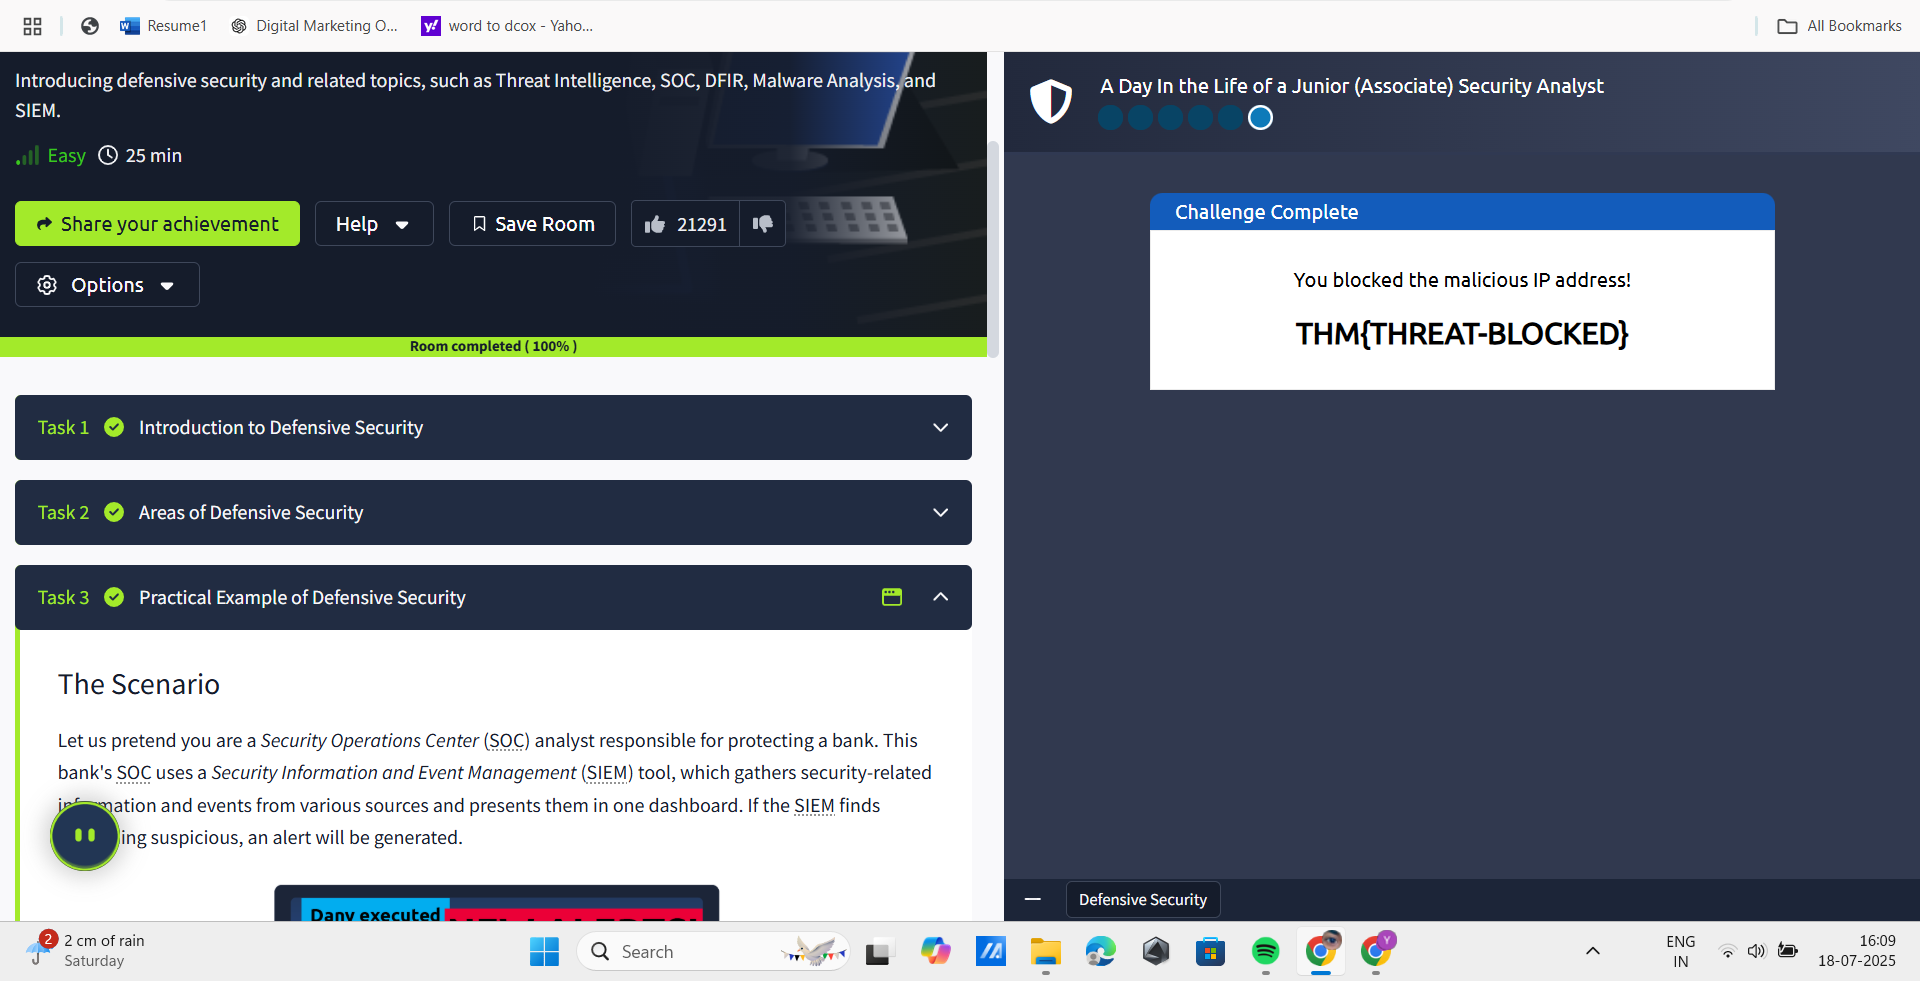 Resume1
Digital Marketing O...
word to dcox - Yaho...
All Bookmarks
Introducing defensive security and related topics, such as Threat Intelligence, SOC, DFIR, Malware Analysis, and
SIEM.
Easy 25 min
Share your achievement
Help
Save Room
21291
Options
Room completed ( 100% )
Task 1 Introduction to Defensive Security
Task 2 Areas of Defensive Security
Task 3 Practical Example of Defensive Security
The Scenario
Let us pretend you are a Security Operations Center (SOC) analyst responsible for protecting a bank. This
bank's SOC uses a Security Information and Event Management (SIEM) tool, which gathers security-related
information and events from various sources and presents them in one dashboard. If the SIEM finds
ing suspicious, an alert will be generated.
Dany executed
A Day In the Life of a Junior (Associate) Security Analyst
Challenge Complete
You blocked the malicious IP address!
THM{THREAT-BLOCKED}
Defensive Security
2
2 cm of rain
Saturday
Search
Y
ENG
IN
16:09
18-07-2025